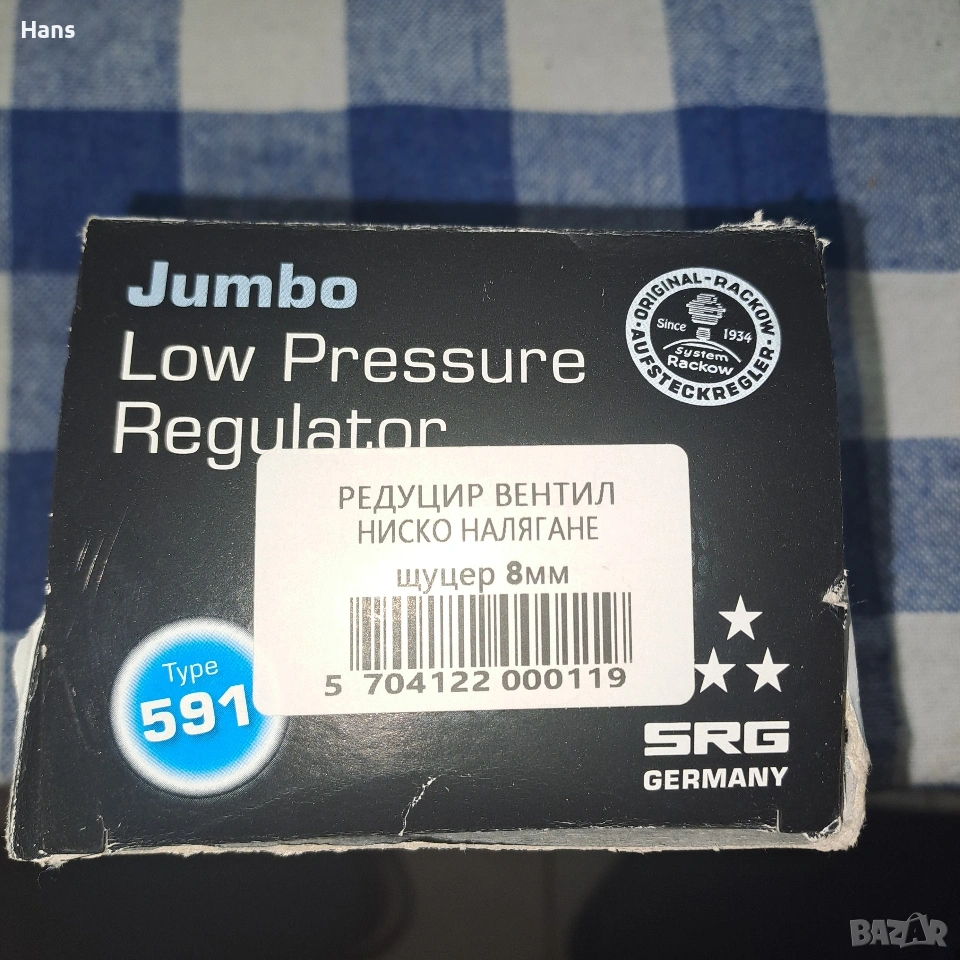 Hans
Jumbo
Low Pressure
Regulator
ORIGINAL-RACKOW
AUFSTECKREGLER
Since 1934
System
Rackow
РЕДУЦИР ВЕНТИЛ
НИСКО НАЛЯГАНЕ
щуцер 8мм
5 704122 000119
Type
591
SRG
GERMANY
BAZAR